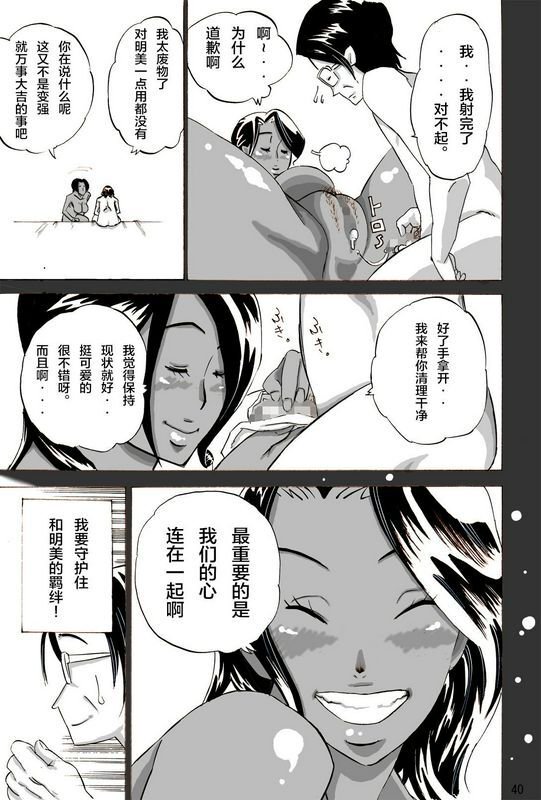 我．．我射完了
．．．．对
不起。
啊~．．．
为什么
道歉啊
トロ〜
我太废物了
对明美一点用都没有
你在说什么呢
这又不是变强
就万事大吉的事吧
好了手拿开．．
我来帮你清理干净
ふき．．
ふき．．
我觉得保持
现状就好．
挺可爱的
很不错呀。
而且啊．．．
最重要的是
我们的心
连在一起啊
我要守护住
和明美的羁绊！
40